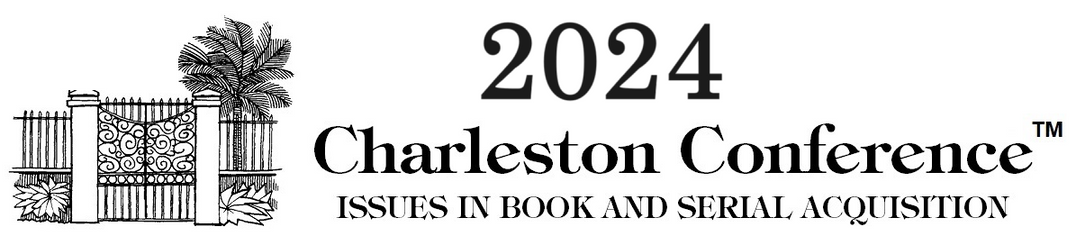 2024
Charleston Conference™
ISSUES IN BOOK AND SERIAL ACQUISITION